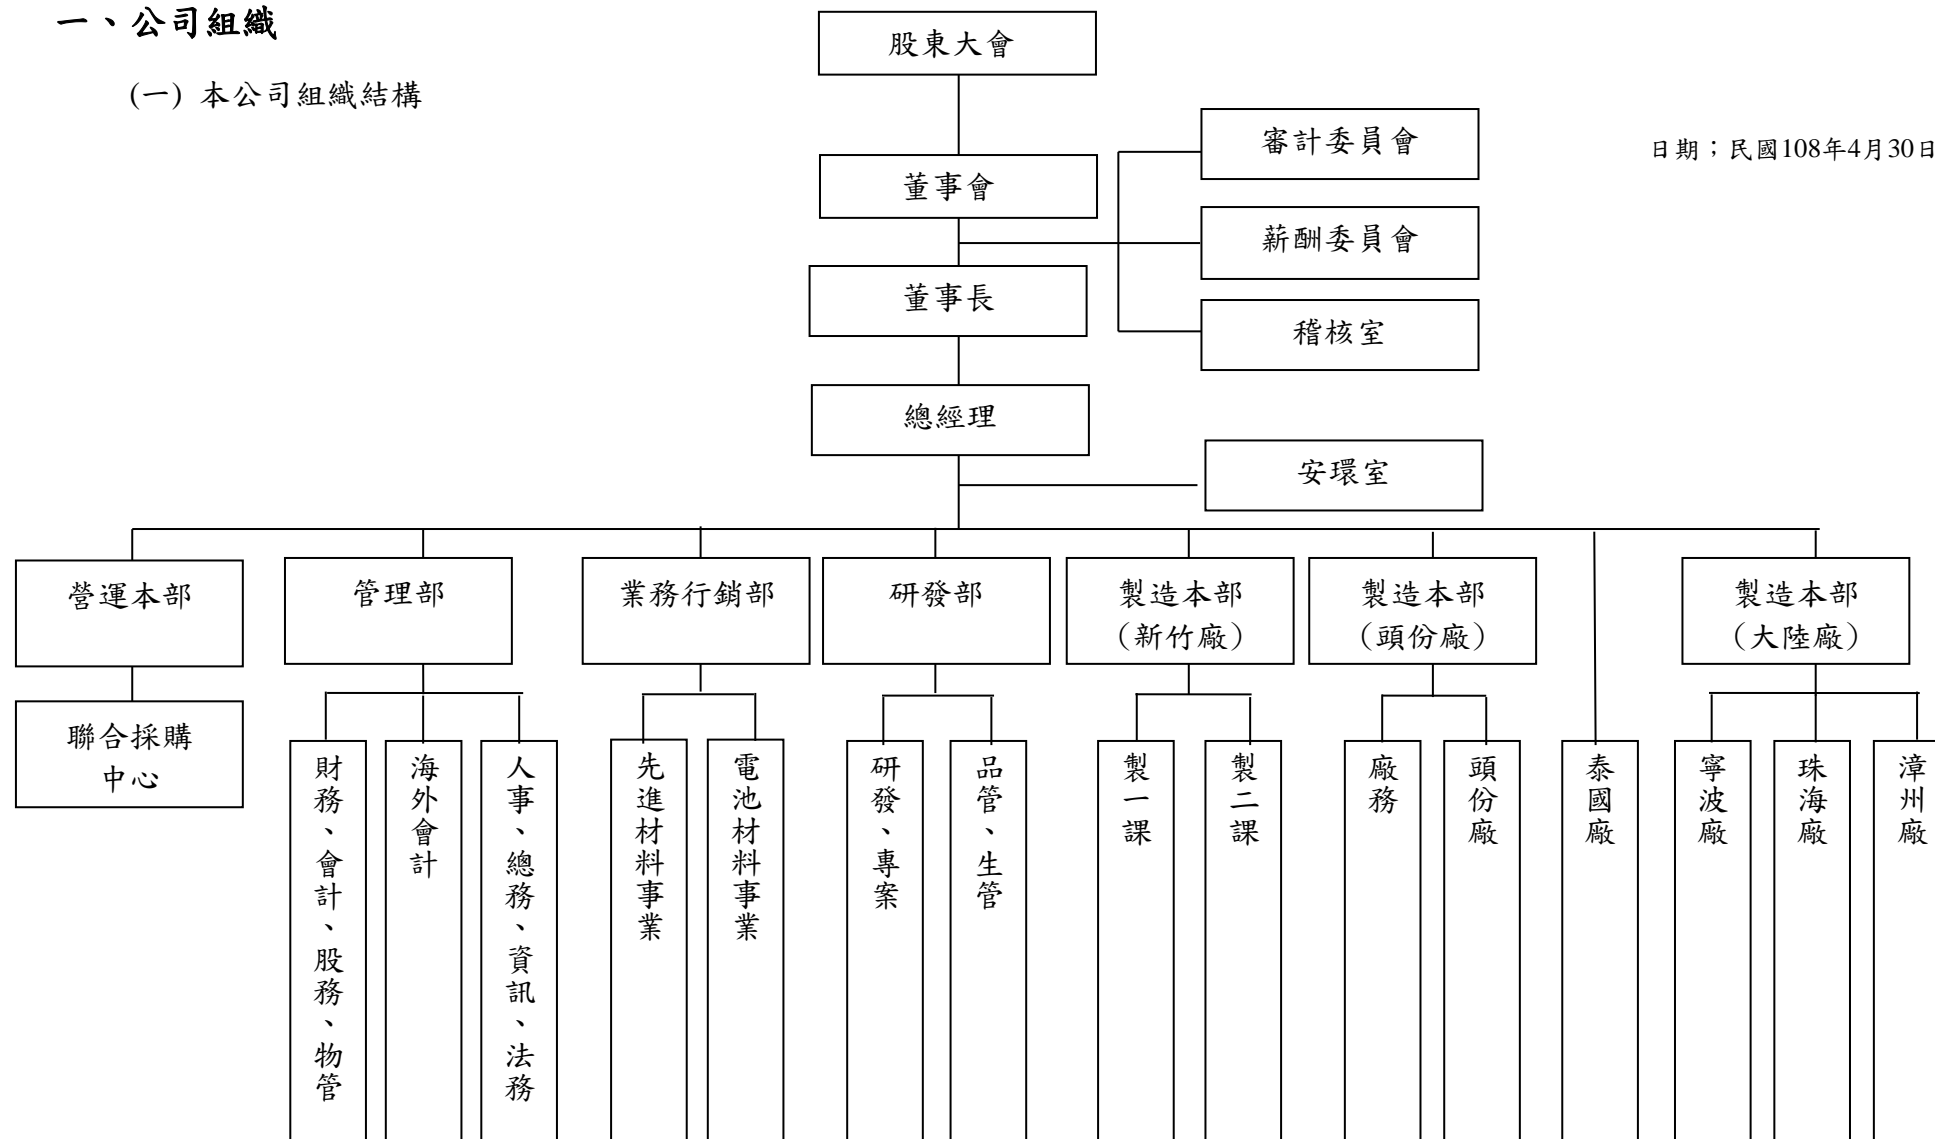 一、公司組織
(一) 本公司組織結構
日期；民國108年4月30日
股東大會
董事會
審計委員會
薪酬委員會
稽核室
董事長
總經理
安環室
營運本部
聯合採購
中心
管理部
財務、會計、股務、物管
海外會計
人事、總務、資訊、法務
業務行銷部
先進材料事業
電池材料事業
研發部
研發、專案
品管、生管
製造本部
（新竹廠）
製一課
製二課
製造本部
（頭份廠）
廠務
頭份廠
泰國廠
製造本部
（大陸廠）
寧波廠
珠海廠
漳州廠